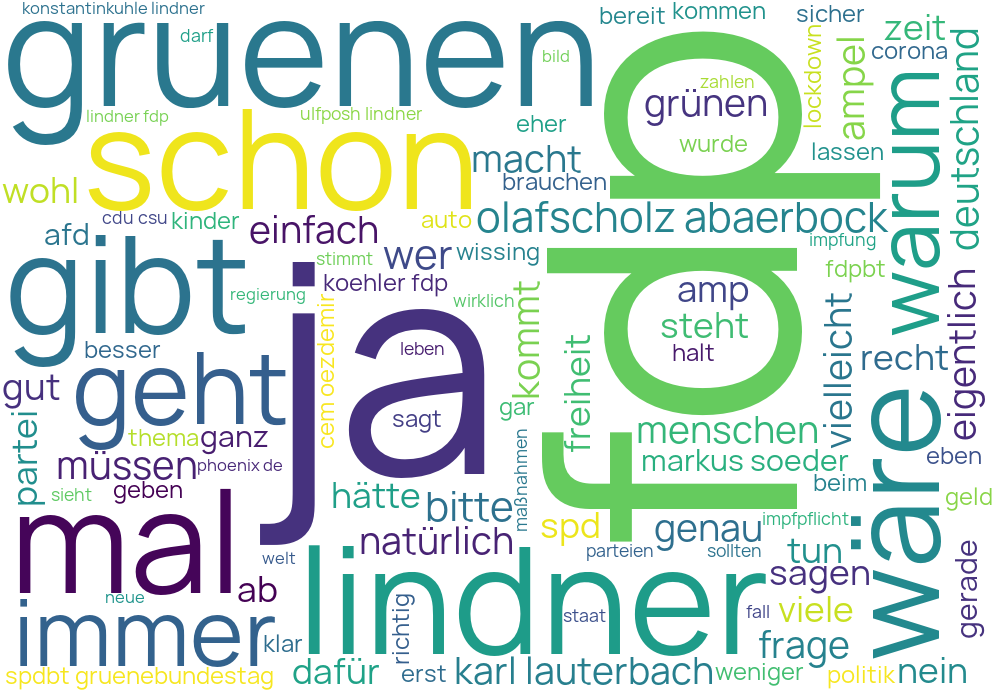 konstantinkuhle lindner
gruenen
darf
bild
bereit
kommen
sicher
zeit
corona
lockdown
ampel
deutschland
fdp
zahlen
grünen
wurde
lassen
warum
lindner fdp
ulfposh lindner
eher
schon
macht
brauchen
wohl
cdu csu
kinder
auto
olafscholz abaerbock
afd
einfach
wer
wissing
impfung
fdpbt
gibt
stimmt
regierung
koehler fdp
wirklich
amp
steht
halt
ja
leben
sagt
cem oezdemir
kommt
freiheit
vielleicht
recht
eigentlich
besser
gut
geht
gar
thema
ganz
partei
müssen
phoenix de
menschen
markus soeder
wäre
eben
sieht
geben
hätte
bitte
maßnahmen
beim
geld
mal
spd
genau
impfpflicht
natürlich
parteien
sollten
tun
sagen
gerade
welt
ab
neue
lindner
immer
klar
richtig
staat
fall
viele
frage
spdbt gruenebundestag
dafür
erst
karl lauterbach
weniger
politik
nein